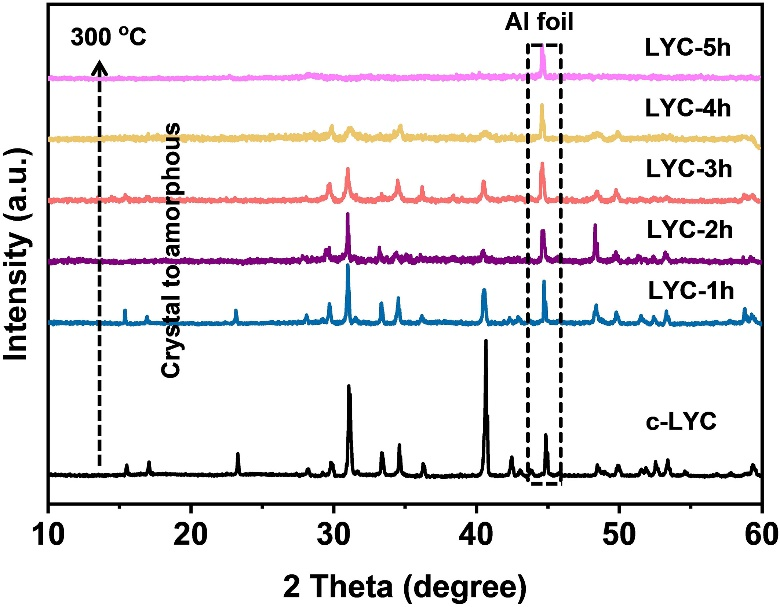 Al foil
300 °C
LYC-5h
LYC-4h
LYC-3h
LYC-2h
LYC-1h
c-LYC
Crystal to amorphous
Intensity (a.u.)
10 20 30 40 50 60
2 Theta (degree)